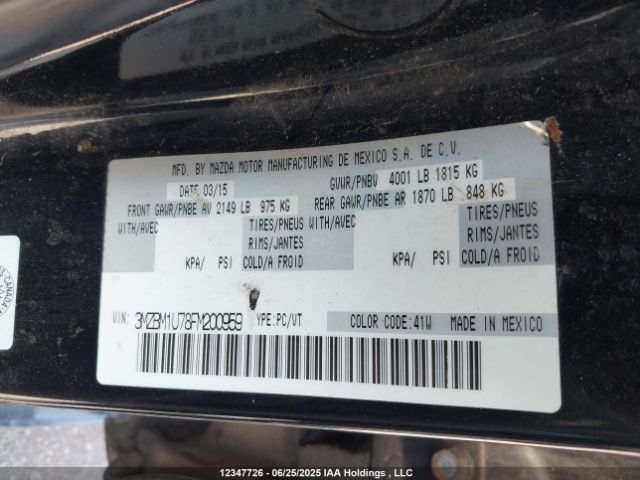 MFD. BY MAZDA MOTOR MANUFACTURING DE MEXICO S.A. DE C.V.
DATE 03/15 GVWR/PNBV 4001 LB 1815 KG
FRONT GAWR/PNBE AV 2149 LB 975 KG REAR GAWR/PNBE AR 1870 LB 848 KG
WITH/AVEC TIRES/PNEUS WITH/AVEC TIRES/PNEUS
RIMS/JANTES RIMS/JANTES
KPA/ PSI COLD/A FROID KPA/ PSI COLD/A FROID
VIN: 3MZBM1U78FM200959 YPE:PC/VT COLOR CODE:41W MADE IN MEXICO
CANADA
12347726 - 06/25/2025 IAA Holdings , LLC